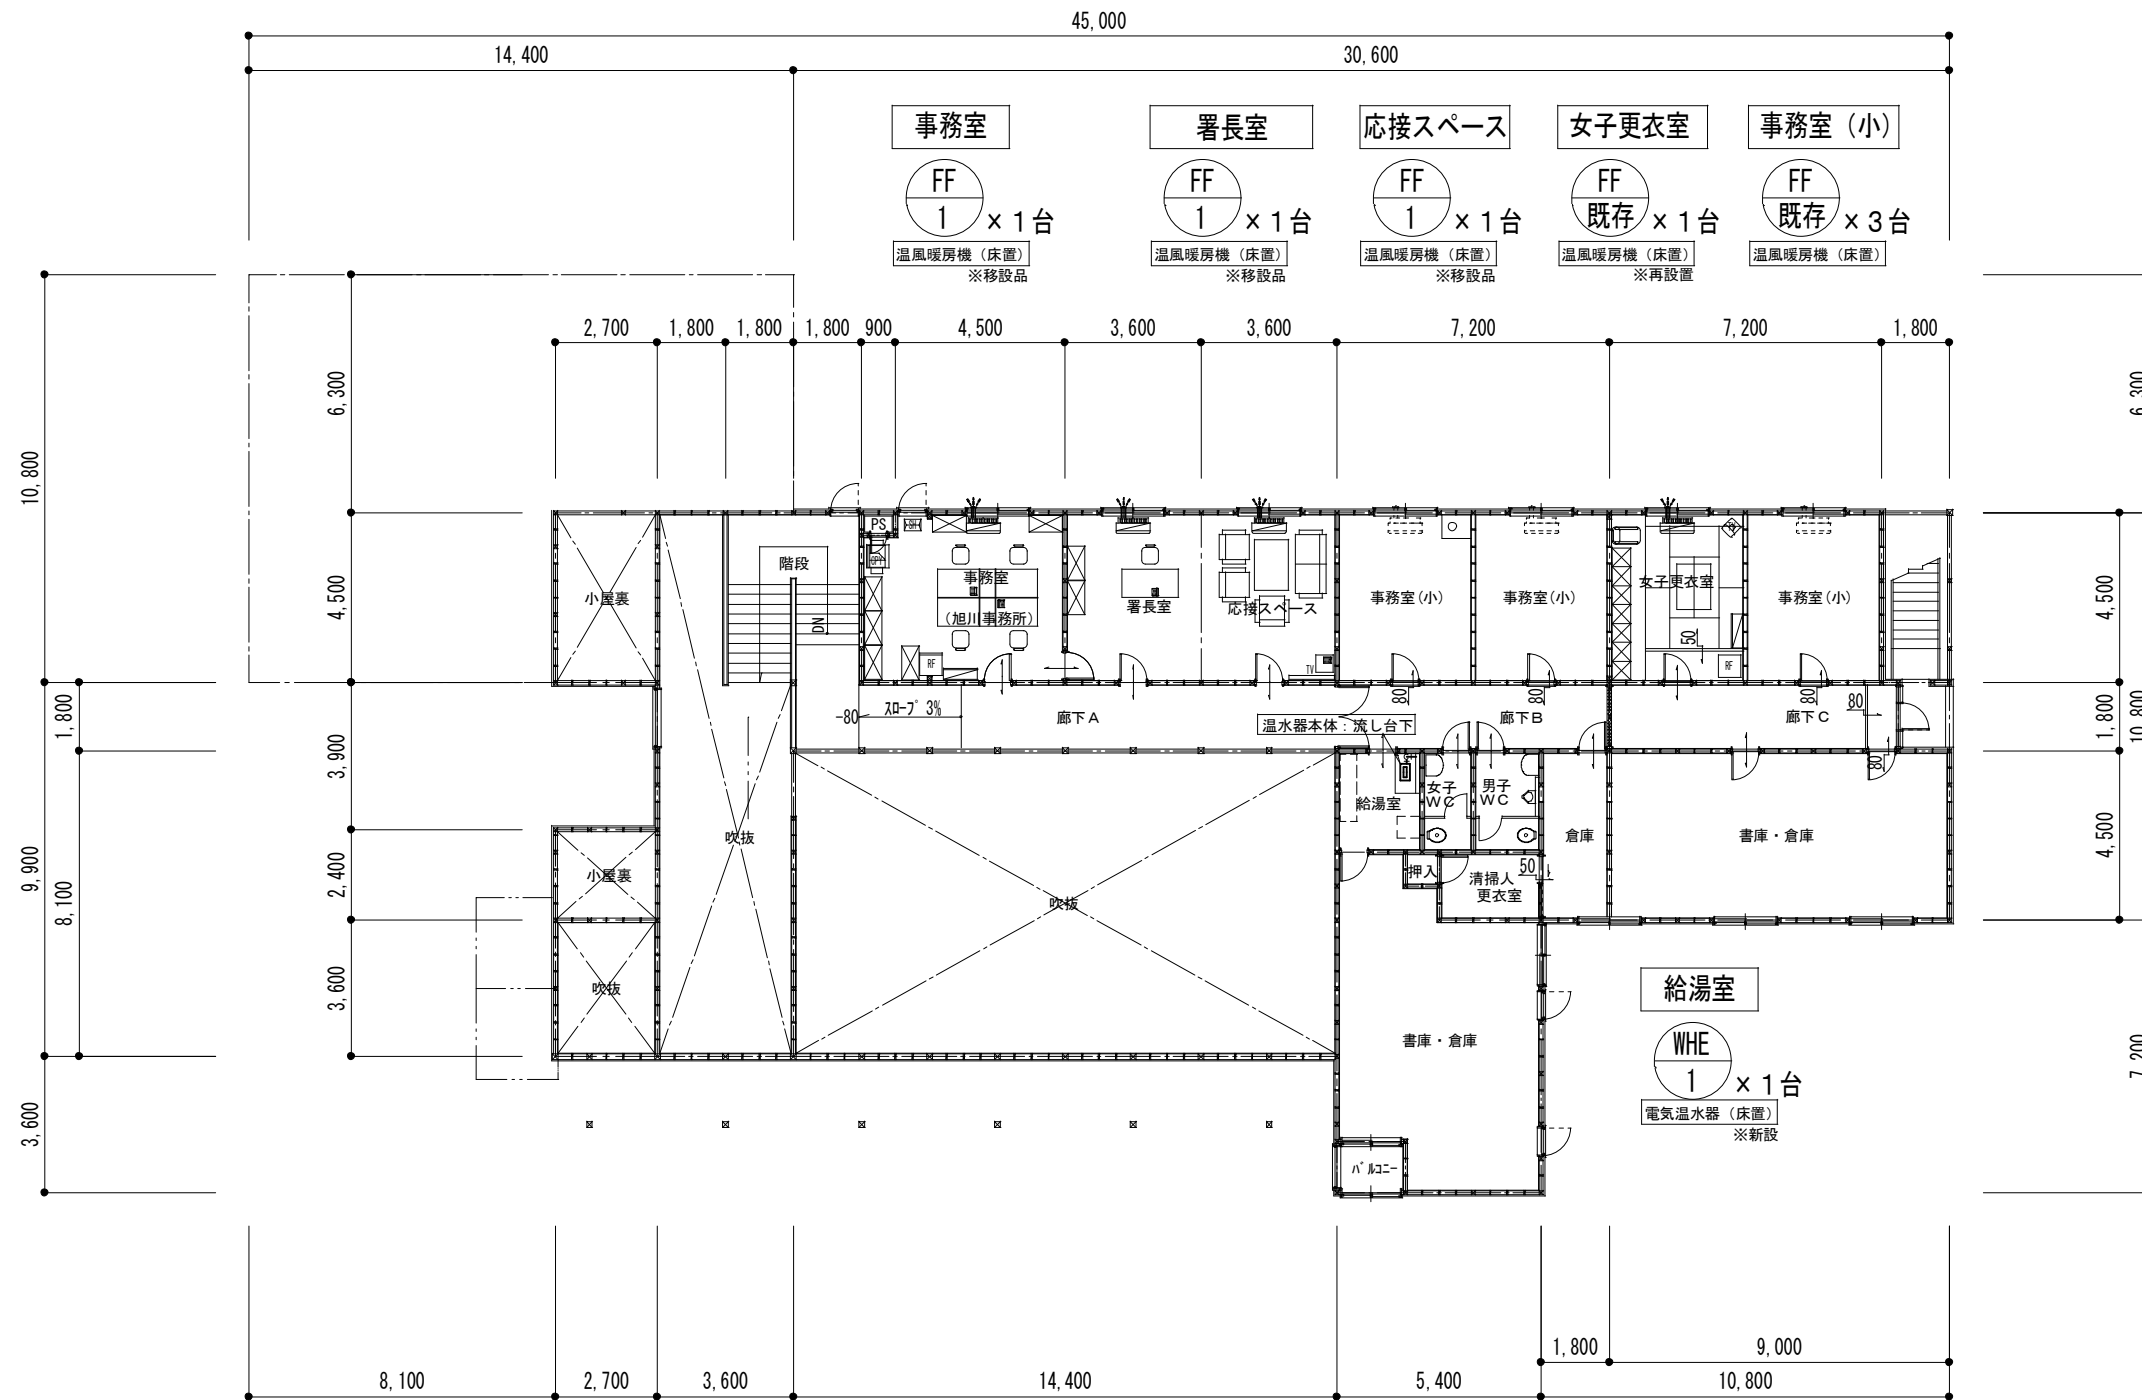 45,000
14,400
30,600
事務室
署長室
応接スペース
女子更衣室
事務室（小）
FF
1
×1台
FF
1
×1台
FF
1
×1台
FF
既存
×1台
FF
既存
×3台
温風暖房機（床置）
温風暖房機（床置）
温風暖房機（床置）
温風暖房機（床置）
温風暖房機（床置）
※移設品
※移設品
※移設品
※再設置
2,700
1,800
1,800
1,800
900
4,500
3,600
3,600
7,200
7,200
1,800
6,300
6,300
10,800
PS
階段
DN
小屋裏
4,500
事務室
（旭川事務所）
RF
署長室
応接スペース
TV
事務室(小)
事務室(小)
女子更衣室
50
RF
事務室(小)
4,500
1,800
3,900
-80
スロープ 3%
廊下A
温水器本体：流し台下
80
廊下B
80
廊下C
80
80
80
1,800
10,800
吹抜
吹抜
給湯室
女子
WC
男子
WC
倉庫
書庫・倉庫
4,500
9,900
8,100
小屋裏
2,400
押入
清掃人
更衣室
50
吹抜
3,600
書庫・倉庫
給湯室
WHE
1
×1台
電気温水器（床置）
※新設
7,200
3,600
バルコニー
1,800
9,000
8,100
2,700
3,600
14,400
5,400
10,800